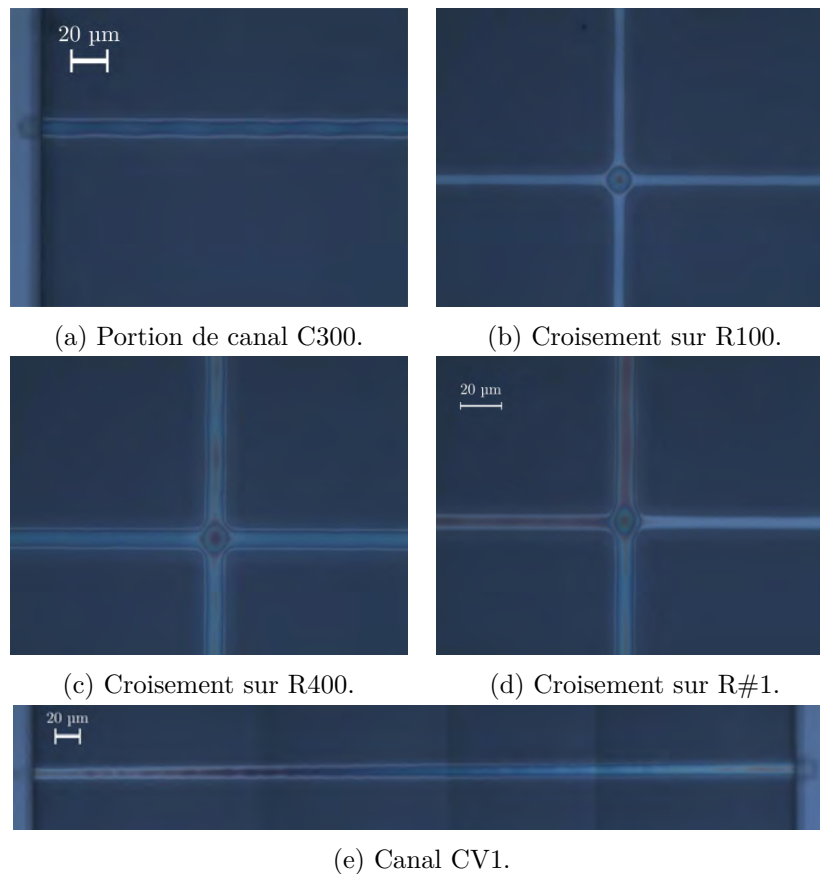 20 µm
(a) Portion de canal C300.
(b) Croisement sur R100.
20 µm
(c) Croisement sur R400.
(d) Croisement sur R#1.
20 µm
(e) Canal CV1.